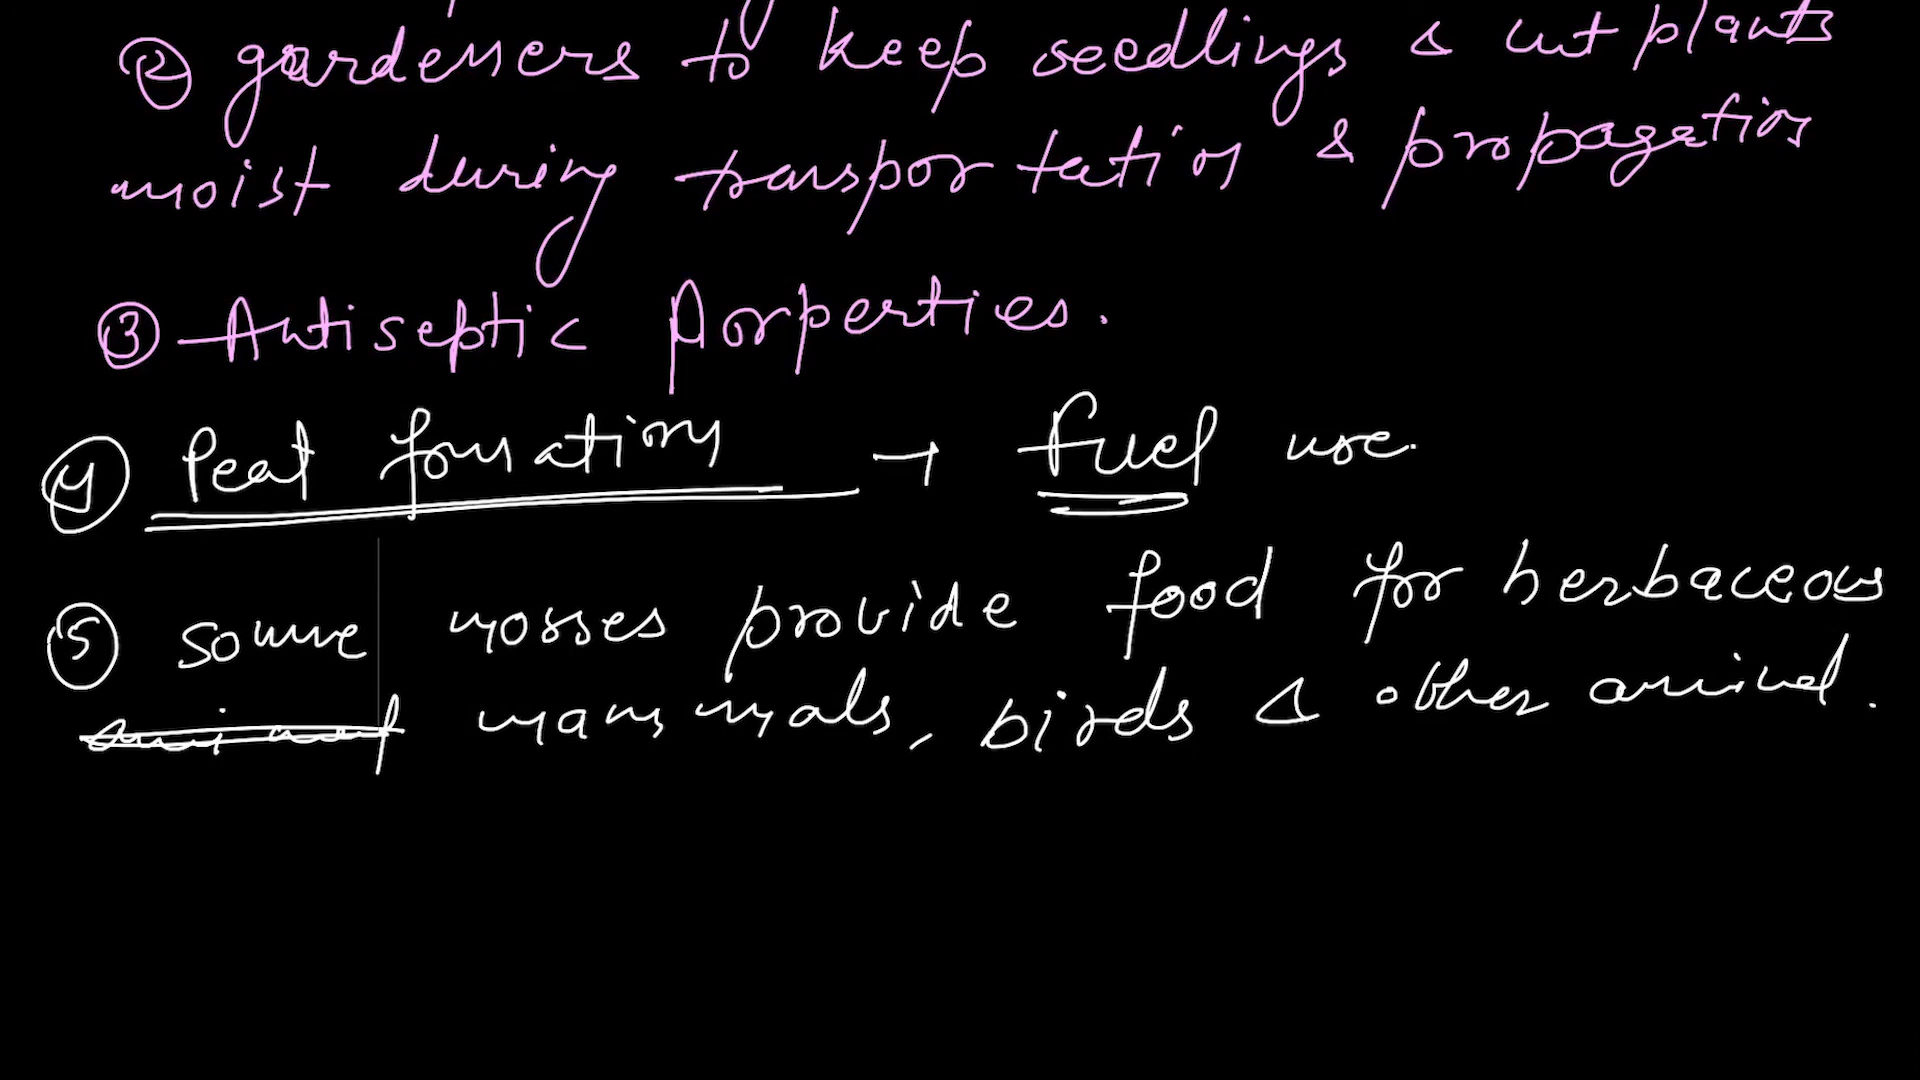 ② gardeners to keep seedlings & cut plants
moist during transportation & propagation
③ Antiseptic Porperties.
④ Peat formation → fuel use.
⑤ some mosses provide food for herbaceous
mammals, birds & other animal.